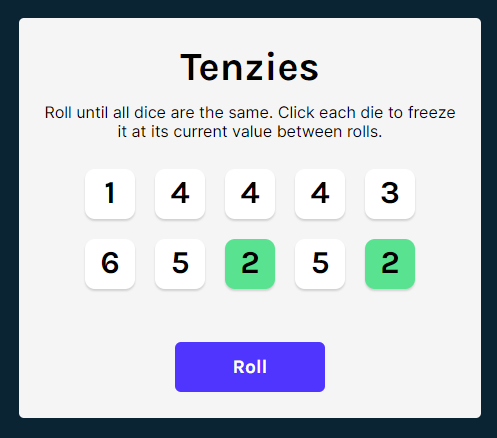 Tenzies
Roll until all dice are the same. Click each die to freeze
it at its current value between rolls.
1 4 4 4 3
6 5 2 5 2
Roll